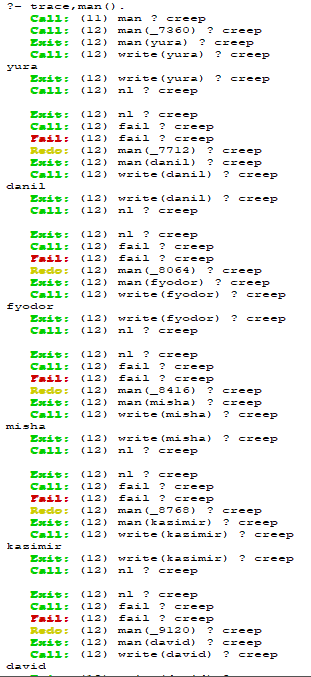 ?- trace,man().
Call: (11) man ? creep
Call: (12) man(_7360) ? creep
Exit: (12) man(yura) ? creep
Call: (12) write(yura) ? creep
yura
Exit: (12) write(yura) ? creep
Call: (12) nl ? creep

Exit: (12) nl ? creep
Call: (12) fail ? creep
Fail: (12) fail ? creep
Redo: (12) man(_7712) ? creep
Exit: (12) man(danil) ? creep
Call: (12) write(danil) ? creep
danil
Exit: (12) write(danil) ? creep
Call: (12) nl ? creep

Exit: (12) nl ? creep
Call: (12) fail ? creep
Fail: (12) fail ? creep
Redo: (12) man(_8064) ? creep
Exit: (12) man(fyodor) ? creep
Call: (12) write(fyodor) ? creep
fyodor
Exit: (12) write(fyodor) ? creep
Call: (12) nl ? creep

Exit: (12) nl ? creep
Call: (12) fail ? creep
Fail: (12) fail ? creep
Redo: (12) man(_8416) ? creep
Exit: (12) man(misha) ? creep
Call: (12) write(misha) ? creep
misha
Exit: (12) write(misha) ? creep
Call: (12) nl ? creep

Exit: (12) nl ? creep
Call: (12) fail ? creep
Fail: (12) fail ? creep
Redo: (12) man(_8768) ? creep
Exit: (12) man(kasimir) ? creep
Call: (12) write(kasimir) ? creep
kasimir
Exit: (12) write(kasimir) ? creep
Call: (12) nl ? creep

Exit: (12) nl ? creep
Call: (12) fail ? creep
Fail: (12) fail ? creep
Redo: (12) man(_9120) ? creep
Exit: (12) man(david) ? creep
Call: (12) write(david) ? creep
david